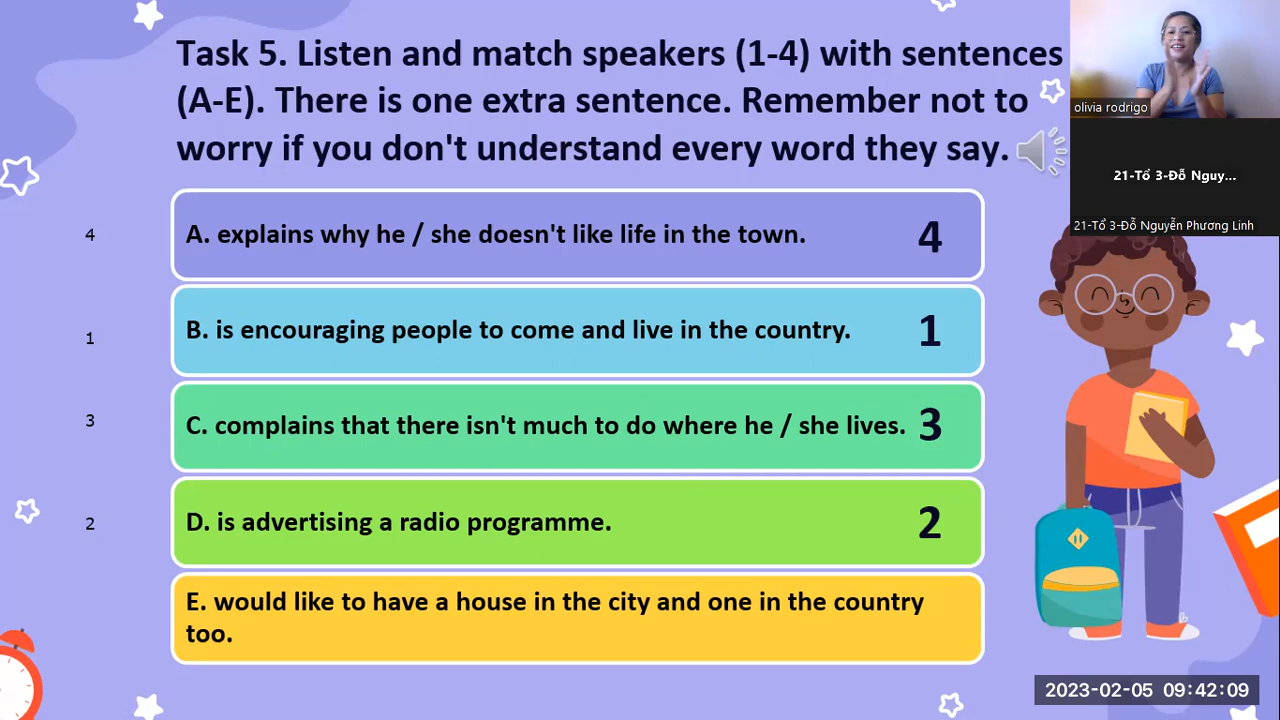 Task 5. Listen and match speakers (1-4) with sentences
(A-E). There is one extra sentence. Remember not to
worry if you don't understand every word they say.
olivia rodrigo
21-Tổ 3-Đỗ Nguy...
21-Tổ 3-Đỗ Nguyễn Phương Linh
4
A. explains why he / she doesn't like life in the town.
4
1
B. is encouraging people to come and live in the country.
1
3
C. complains that there isn't much to do where he / she lives.
3
2
D. is advertising a radio programme.
2
E. would like to have a house in the city and one in the country
too.
2023-02-05 09:42:09